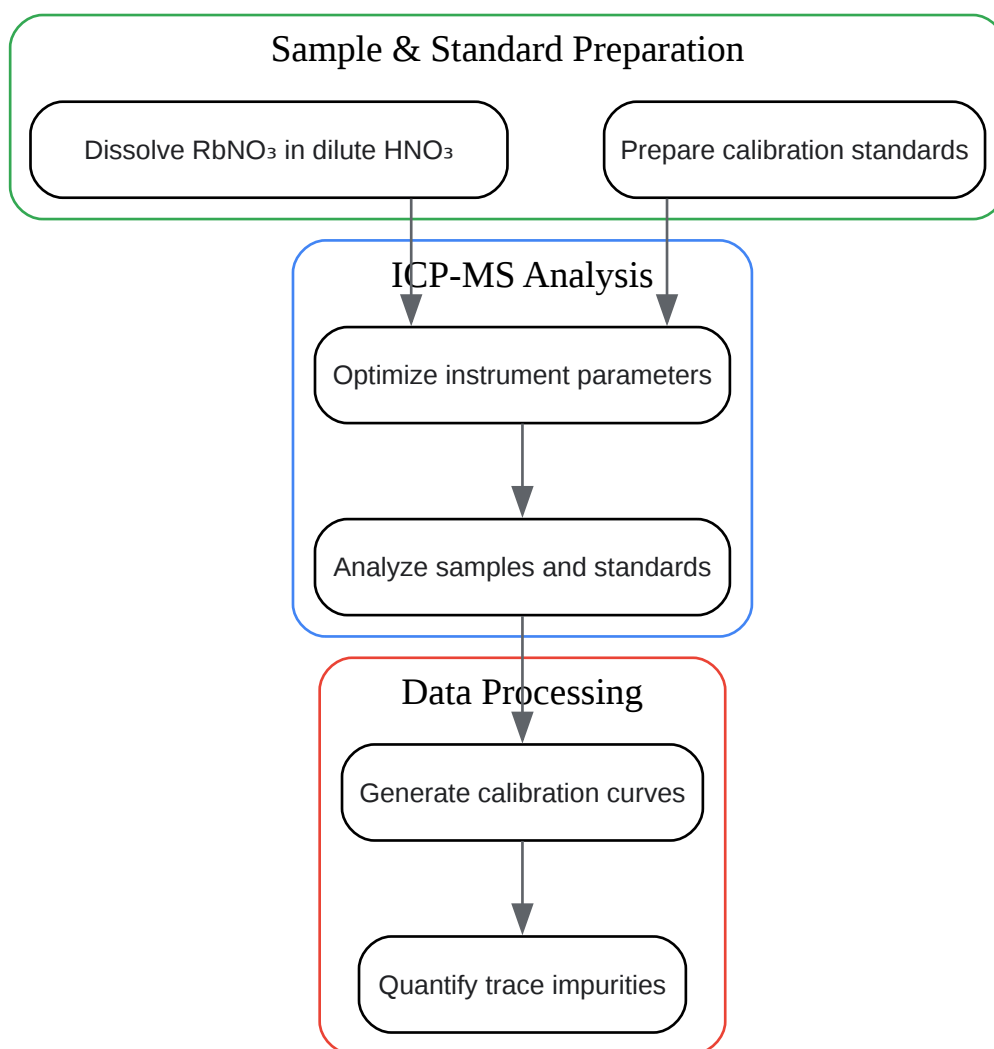 Sample & Standard Preparation
Dissolve RbNO₃ in dilute HNO₃
Prepare calibration standards
ICP-MS Analysis
Optimize instrument parameters
Analyze samples and standards
Data Processing
Generate calibration curves
Quantify trace impurities